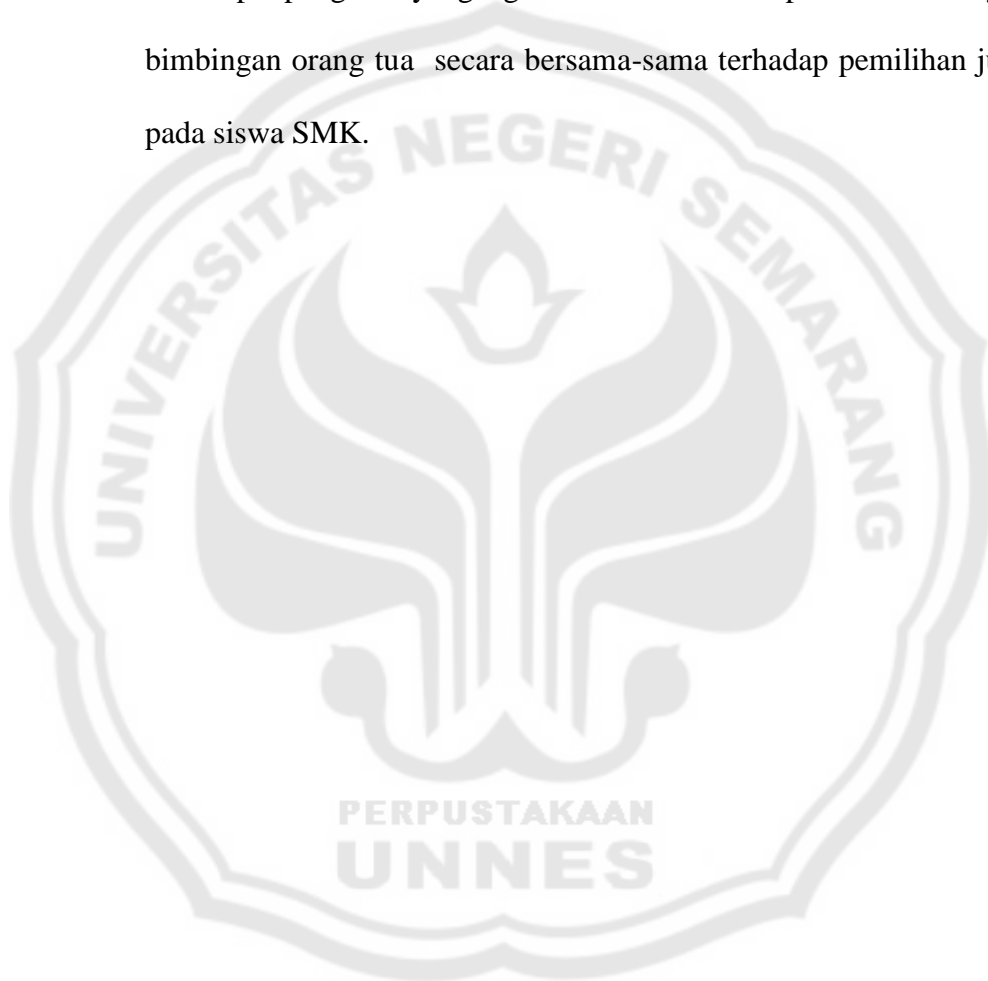 bimbingan orang tua secara bersama-sama terhadap pemilihan
pada siswa SMK.
UNIVERSITAS NEGERI SEMARANG
PERPUSTAKAAN
UNNES